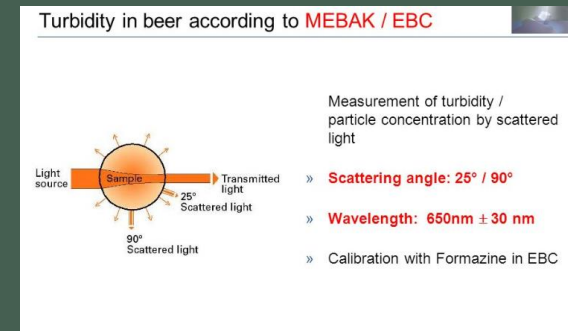 Turbidity in beer according to MEBAK / EBC
Measurement of turbidity /
particle concentration by scattered
light
» Scattering angle: 25° / 90°
» Wavelength: 650nm ± 30 nm
» Calibration with Formazine in EBC
Light
source
Sample
Transmitted
light
25°
Scattered light
90°
Scattered light